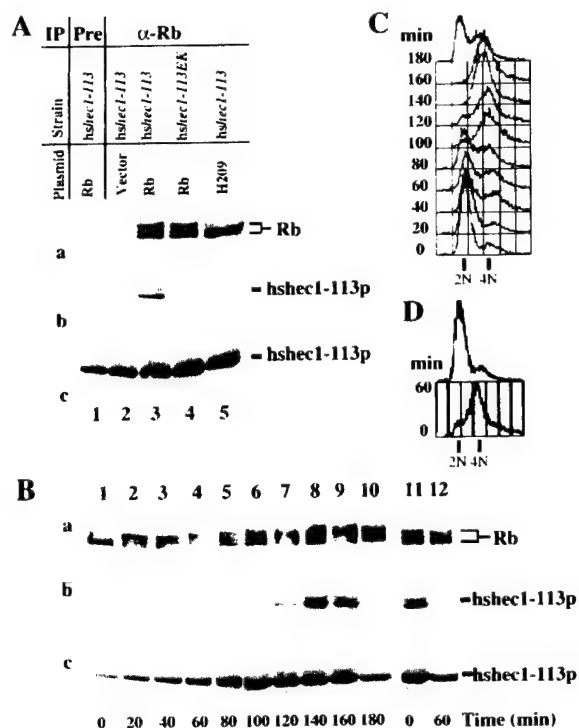 A
IP Pre α-Rb
Strain hshec1-113 hshec1-113 hshec1-113 hshec1-113EK hshec1-113
Plasmid Rb Vector Rb Rb H209
a Rb
b hshec1-113p
c hshec1-113p
1 2 3 4 5
C
min
180
160
140
120
100
80
60
40
20
0
2N 4N
D
min
60
0
2N 4N
B
1 2 3 4 5 6 7 8 9 10 11 12
a Rb
b hshec1-113p
c hshec1-113p
0 20 40 60 80 100 120 140 160 180 0 60 Time (min)